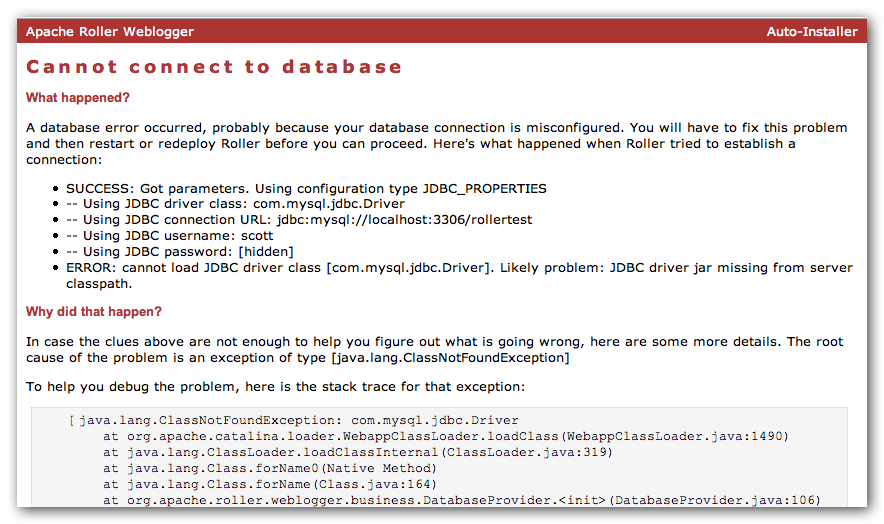 Apache Roller Weblogger Auto-Installer
Cannot connect to database
What happened?
A database error occurred, probably because your database connection is misconfigured. You will have to fix this problem
and then restart or redeploy Roller before you can proceed. Here's what happened when Roller tried to establish a
connection:
• SUCCESS: Got parameters. Using configuration type JDBC_PROPERTIES
• -- Using JDBC driver class: com.mysql.jdbc.Driver
• -- Using JDBC connection URL: jdbc:mysql://localhost:3306/rollertest
• -- Using JDBC username: scott
• -- Using JDBC password: [hidden]
• ERROR: cannot load JDBC driver class [com.mysql.jdbc.Driver]. Likely problem: JDBC driver jar missing from server
classpath.
Why did that happen?
In case the clues above are not enough to help you figure out what is going wrong, here are some more details. The root
cause of the problem is an exception of type [java.lang.ClassNotFoundException]
To help you debug the problem, here is the stack trace for that exception:
[ java.lang.ClassNotFoundException: com.mysql.jdbc.Driver
at org.apache.catalina.loader.WebappClassLoader.loadClass(WebappClassLoader.java:1490)
at java.lang.ClassLoader.loadClassInternal(ClassLoader.java:319)
at java.lang.Class.forName0(Native Method)
at java.lang.Class.forName(Class.java:164)
at org.apache.roller.weblogger.business.DatabaseProvider.<init>(DatabaseProvider.java:106)